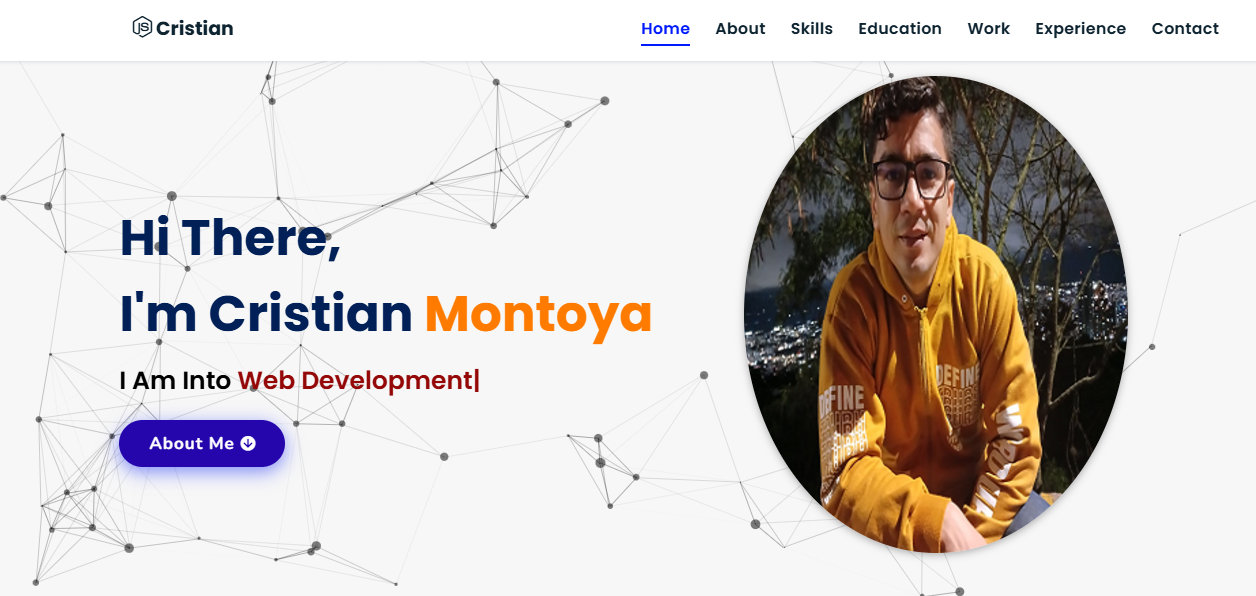 JS Cristian
Home About Skills Education Work Experience Contact
Hi There,
I'm Cristian Montoya
I Am Into Web Development|
About Me
DEFINE
DEFINE